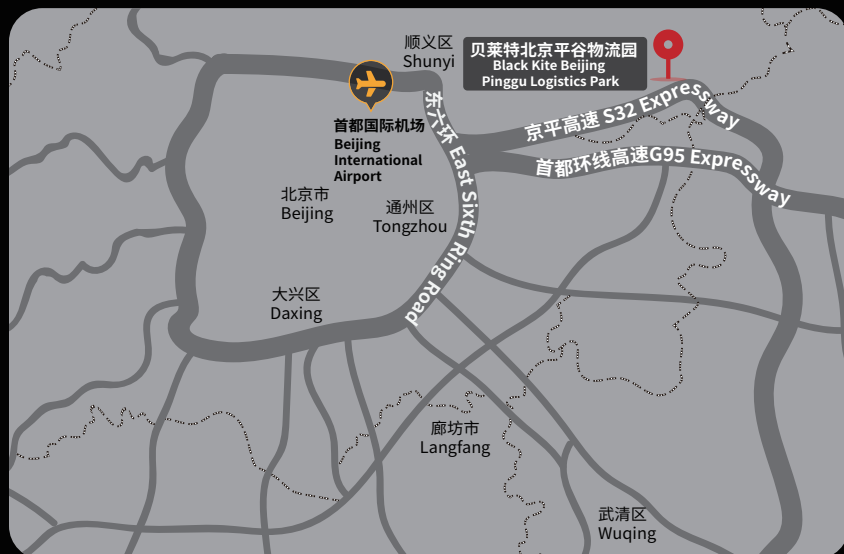 顺义区
Shunyi
贝莱特北京平谷物流园
Black Kite Beijing
Pinggu Logistics Park
首都国际机场
Beijing
International
Airport
东六环 East Sixth Ring Road
京平高速 S32 Expressway
首都环线高速G95 Expressway
北京市
Beijing
通州区
Tongzhou
大兴区
Daxing
廊坊市
Langfang
武清区
Wuqing